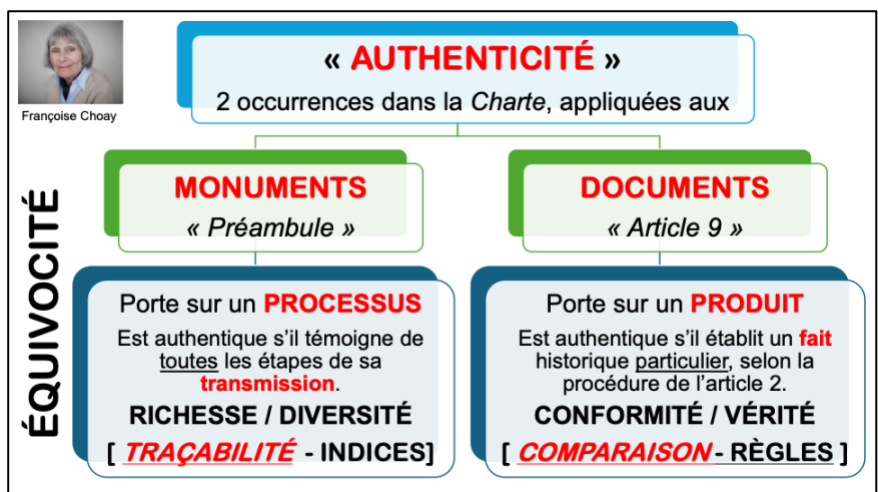 « AUTHENTICITÉ »
2 occurrences dans la Charte, appliquées aux
Françoise Choay
ÉQUIVOCITÉ
MONUMENTS
« Préambule »
Porte sur un PROCESSUS
Est authentique s’il témoigne de
toutes les étapes de sa
transmission.
RICHESSE / DIVERSITÉ
[ TRAÇABILITÉ - INDICES]
DOCUMENTS
« Article 9 »
Porte sur un PRODUIT
Est authentique s’il établit un fait
historique particulier, selon la
procédure de l’article 2.
CONFORMITÉ / VÉRITÉ
[ COMPARAISON - RÈGLES ]